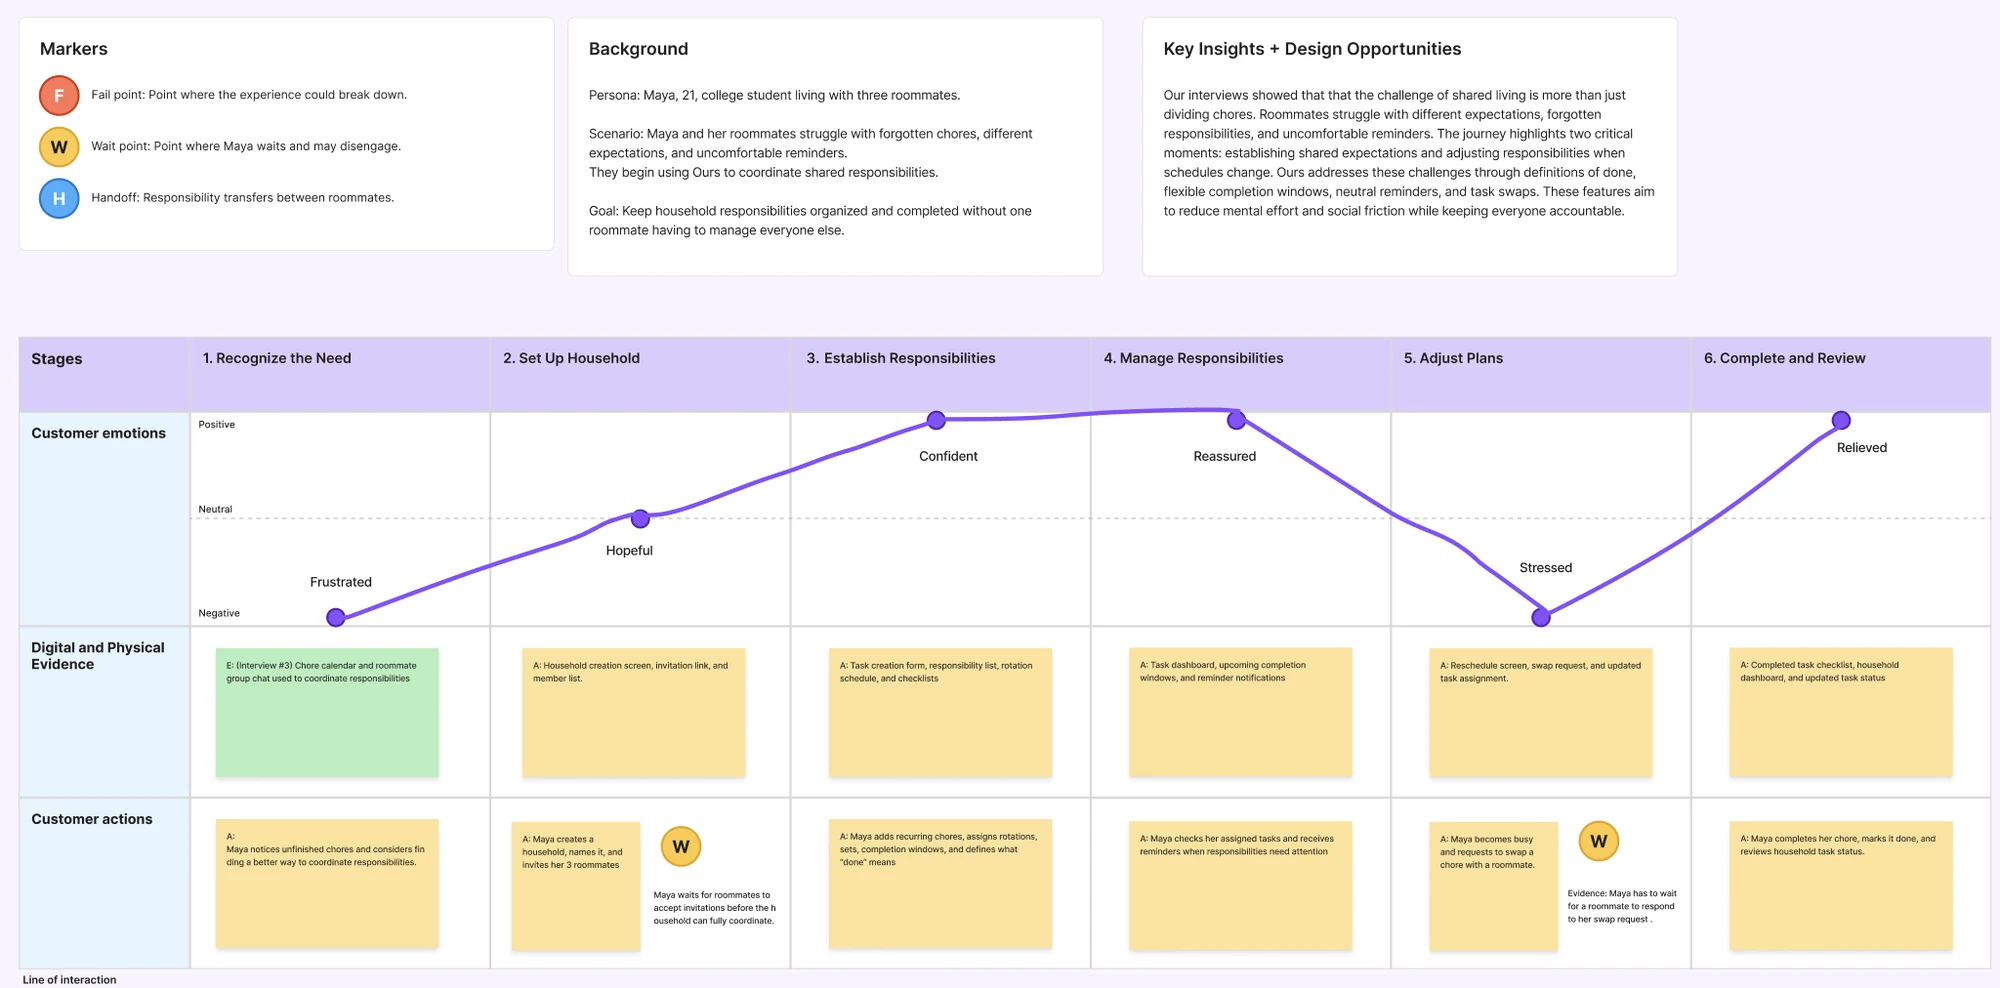 Markers
F
Fail point: Point where the experience could break down.
W
Wait point: Point where Maya waits and may disengage.
H
Handoff: Responsibility transfers between roommates.
Background
Persona: Maya, 21, college student living with three roommates.
Scenario: Maya and her roommates struggle with forgotten chores, different
expectations, and uncomfortable reminders.
They begin using Ours to coordinate shared responsibilities.
Goal: Keep household responsibilities organized and completed without one
roommate having to manage everyone else.
Key Insights + Design Opportunities
Our interviews showed that that the challenge of shared living is more than just
dividing chores. Roommates struggle with different expectations, forgotten
responsibilities, and uncomfortable reminders. The journey highlights two critical
moments: establishing shared expectations and adjusting responsibilities when
schedules change. Ours addresses these challenges through definitions of done,
flexible completion windows, neutral reminders, and task swaps. These features aim
to reduce mental effort and social friction while keeping everyone accountable.
Stages
1. Recognize the Need
2. Set Up Household
3. Establish Responsibilities
4. Manage Responsibilities
5. Adjust Plans
6. Complete and Review
Customer emotions
Positive
Neutral
Negative
Frustrated
Hopeful
Confident
Reassured
Stressed
Relieved
Digital and Physical
Evidence
E: (Interview #3) Chore calendar and roommate
group chat used to coordinate responsibilities
A: Household creation screen, invitation link, and
member list.
A: Task creation form, responsibility list, rotation
schedule, and checklists
A: Task dashboard, upcoming completion
windows, and reminder notifications
A: Reschedule screen, swap request, and updated
task assignment.
A: Completed task checklist, household
dashboard, and updated task status
Customer actions
A:
Maya notices unfinished chores and considers fin
ding a better way to coordinate responsibilities.
A: Maya creates a
household, names it, and
invites her 3 roommates
W
Maya waits for roommates to
accept invitations before the h
ousehold can fully coordinate.
A: Maya adds recurring chores, assigns rotations,
sets, completion windows, and defines what
“done” means
A: Maya checks her assigned tasks and receives
reminders when responsibilities need attention
A: Maya becomes busy
and requests to swap a
chore with a roommate.
W
Evidence: Maya has to wait
for a roommate to respond
to her swap request .
A: Maya completes her chore, marks it done, and
reviews household task status.
Line of interaction